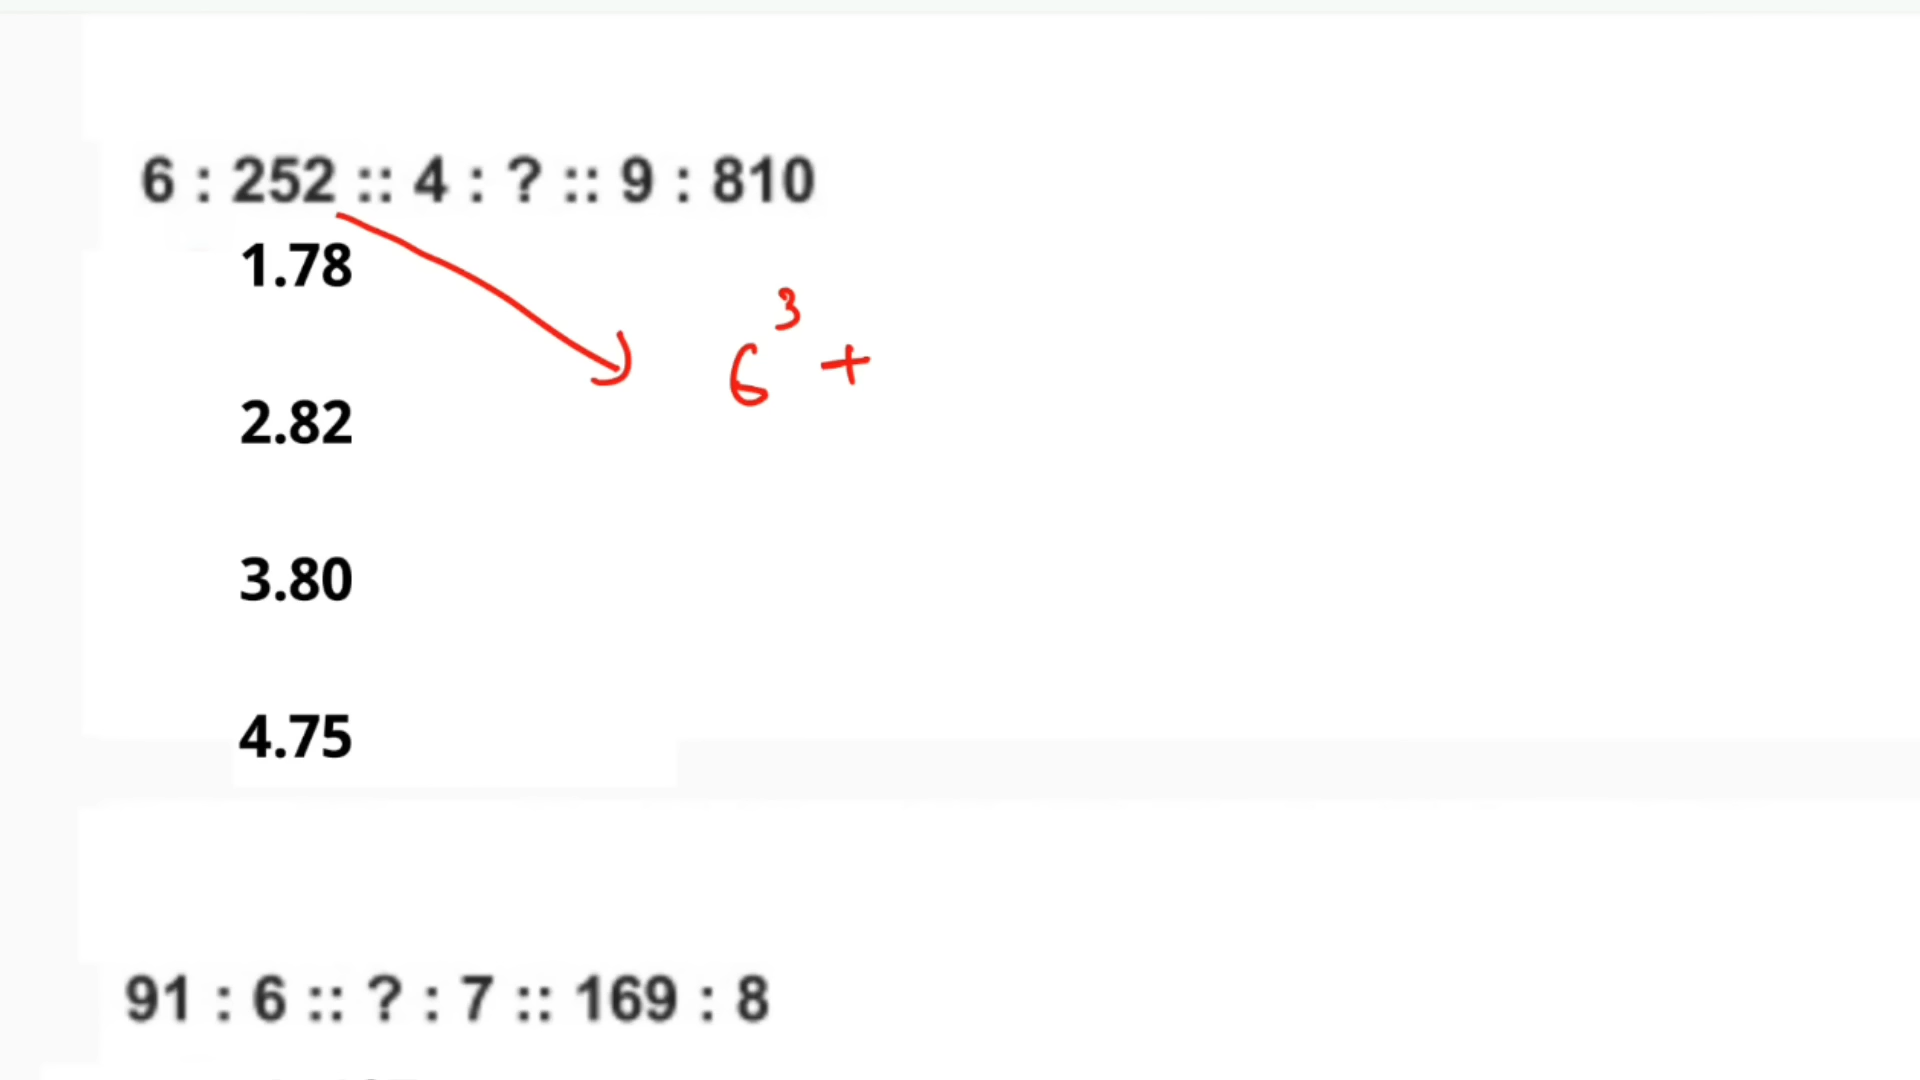 6 : 252 :: 4 : ? :: 9 : 810
1.78
6³ +
2.82
3.80
4.75
91 : 6 :: ? : 7 :: 169 : 8